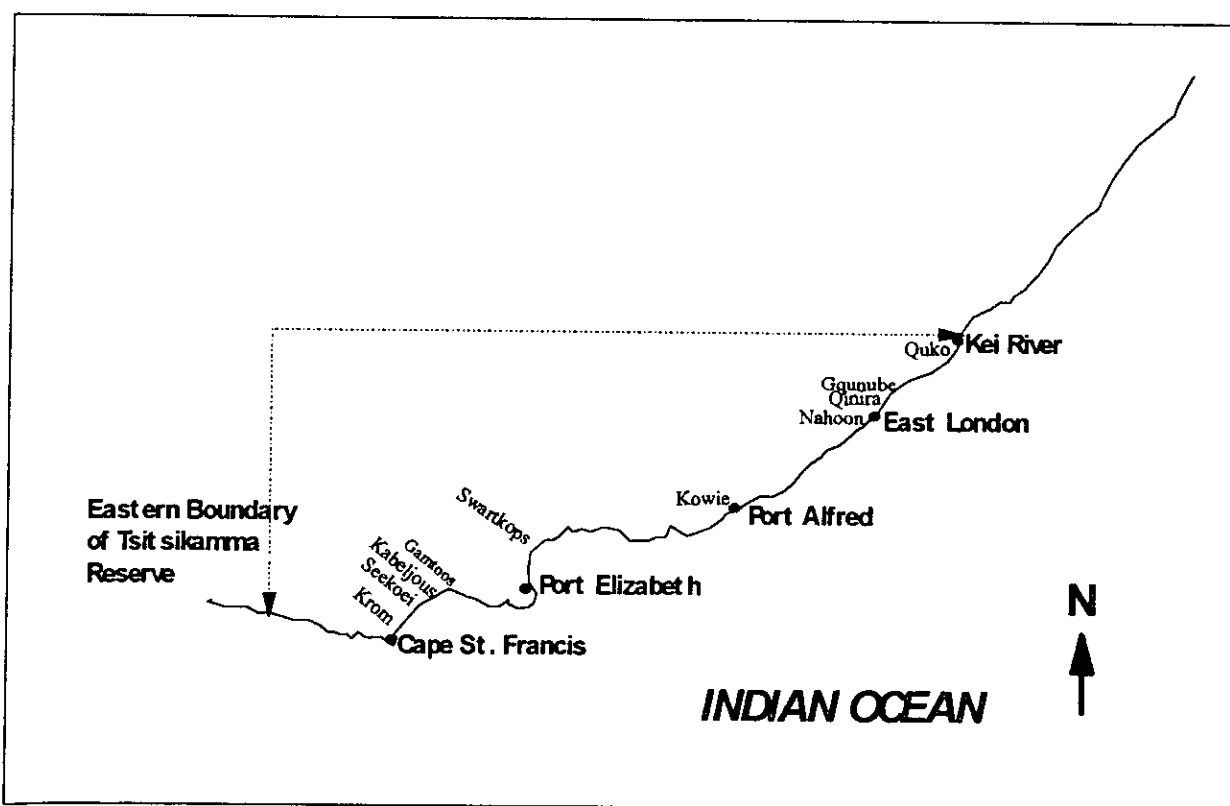 Quko
Kei River
Gqunube
Qinira
Nahoon
East London
Kowie
Port Alfred
Swartkops
Eastern Boundary
of Tsitsikamma
Reserve
Gamtoos
Kabeljous
Seekoei
Krom
Port Elizabeth
Cape St. Francis
N
INDIAN OCEAN